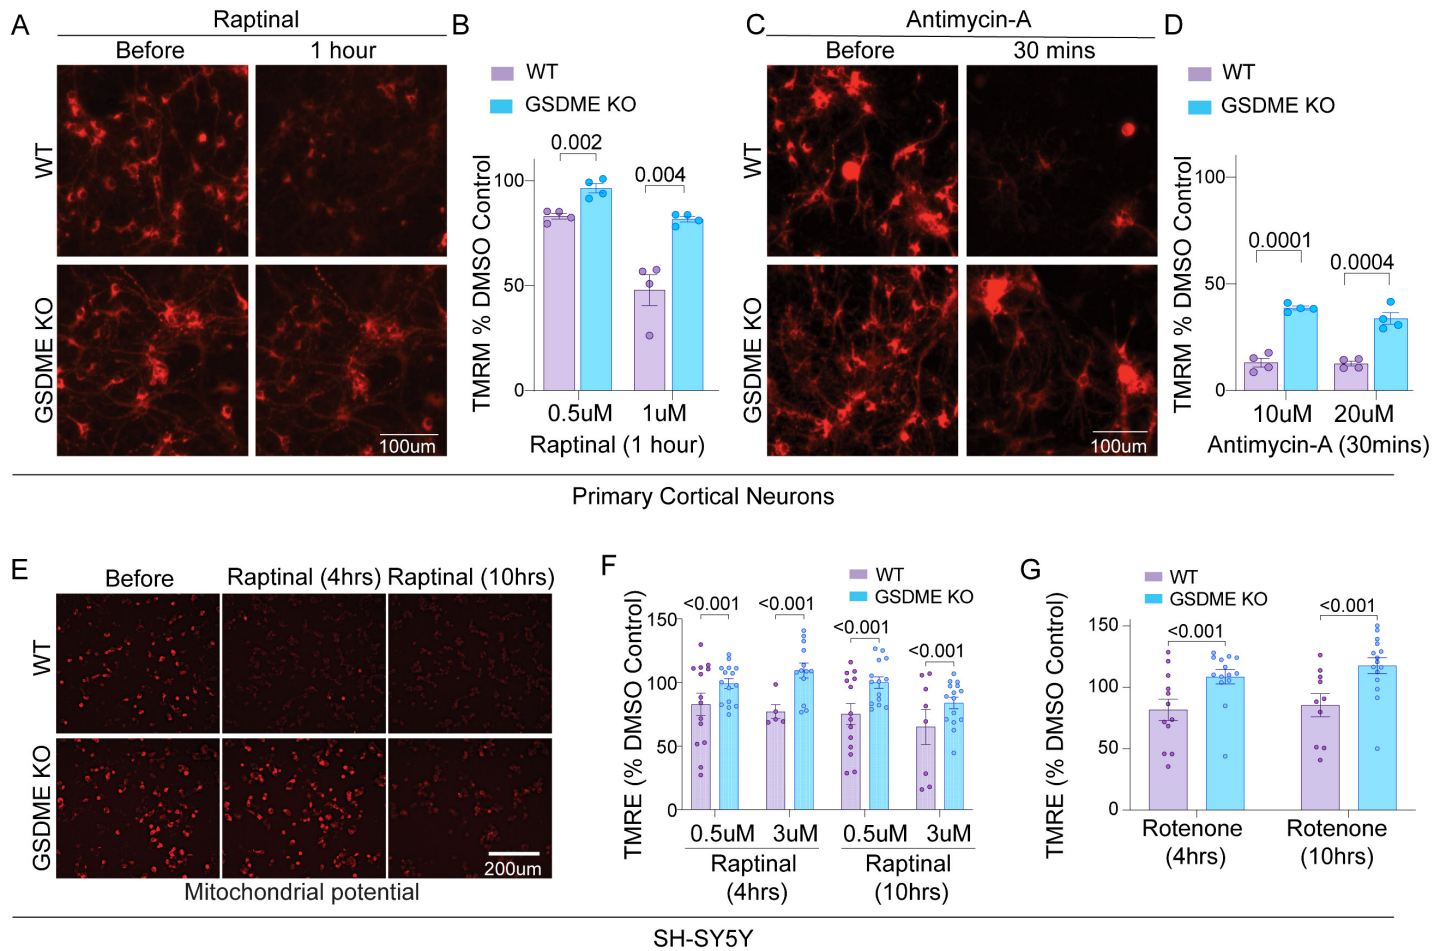 A
Raptinal
Before
1 hour
WT
GSDME KO
100um
B
WT
GSDME KO
TMRM % DMSO Control
100
50
0
0.002
0.004
0.5uM
1uM
Raptinal (1 hour)
C
Antimycin-A
Before
30 mins
WT
GSDME KO
100um
D
WT
GSDME KO
TMRM % DMSO Control
100
50
0
0.0001
0.0004
10uM
20uM
Antimycin-A (30mins)
Primary Cortical Neurons
E
Before
Raptinal (4hrs)
Raptinal (10hrs)
WT
GSDME KO
200um
Mitochondrial potential
F
WT
GSDME KO
TMRE (% DMSO Control)
150
100
50
0
<0.001
<0.001
<0.001
<0.001
0.5uM
3uM
0.5uM
3uM
Raptinal
(4hrs)
Raptinal
(10hrs)
G
WT
GSDME KO
TMRE (% DMSO Control)
150
100
50
0
<0.001
<0.001
Rotenone
(4hrs)
Rotenone
(10hrs)
SH-SY5Y